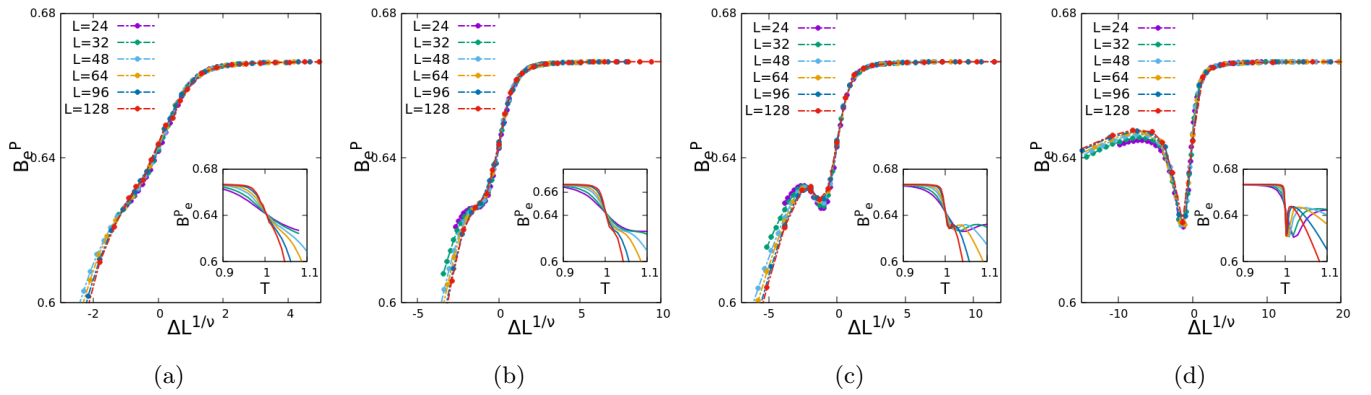 0.68
0.64
0.6
B_e^P
L=24
L=32
L=48
L=64
L=96
L=128
-2 0 2 4
ΔL^{1/ν}
0.68
0.64
0.6
B^P_e
0.9 1 1.1
T
(a)
0.68
0.64
0.6
B_e^P
L=24
L=32
L=48
L=64
L=96
L=128
-5 0 5 10
ΔL^{1/ν}
0.66
0.64
0.6
B^P_e
0.9 1 1.1
T
(b)
0.68
0.64
0.6
B_e^P
L=24
L=32
L=48
L=64
L=96
L=128
-5 0 5 10
ΔL^{1/ν}
0.68
0.64
0.6
B^P_e
0.9 1 1.1
T
(c)
0.68
0.64
0.6
B_e^P
L=24
L=32
L=48
L=64
L=96
L=128
-10 0 10 20
ΔL^{1/ν}
0.68
0.64
0.6
B^P_e
0.9 1 1.1
T
(d)